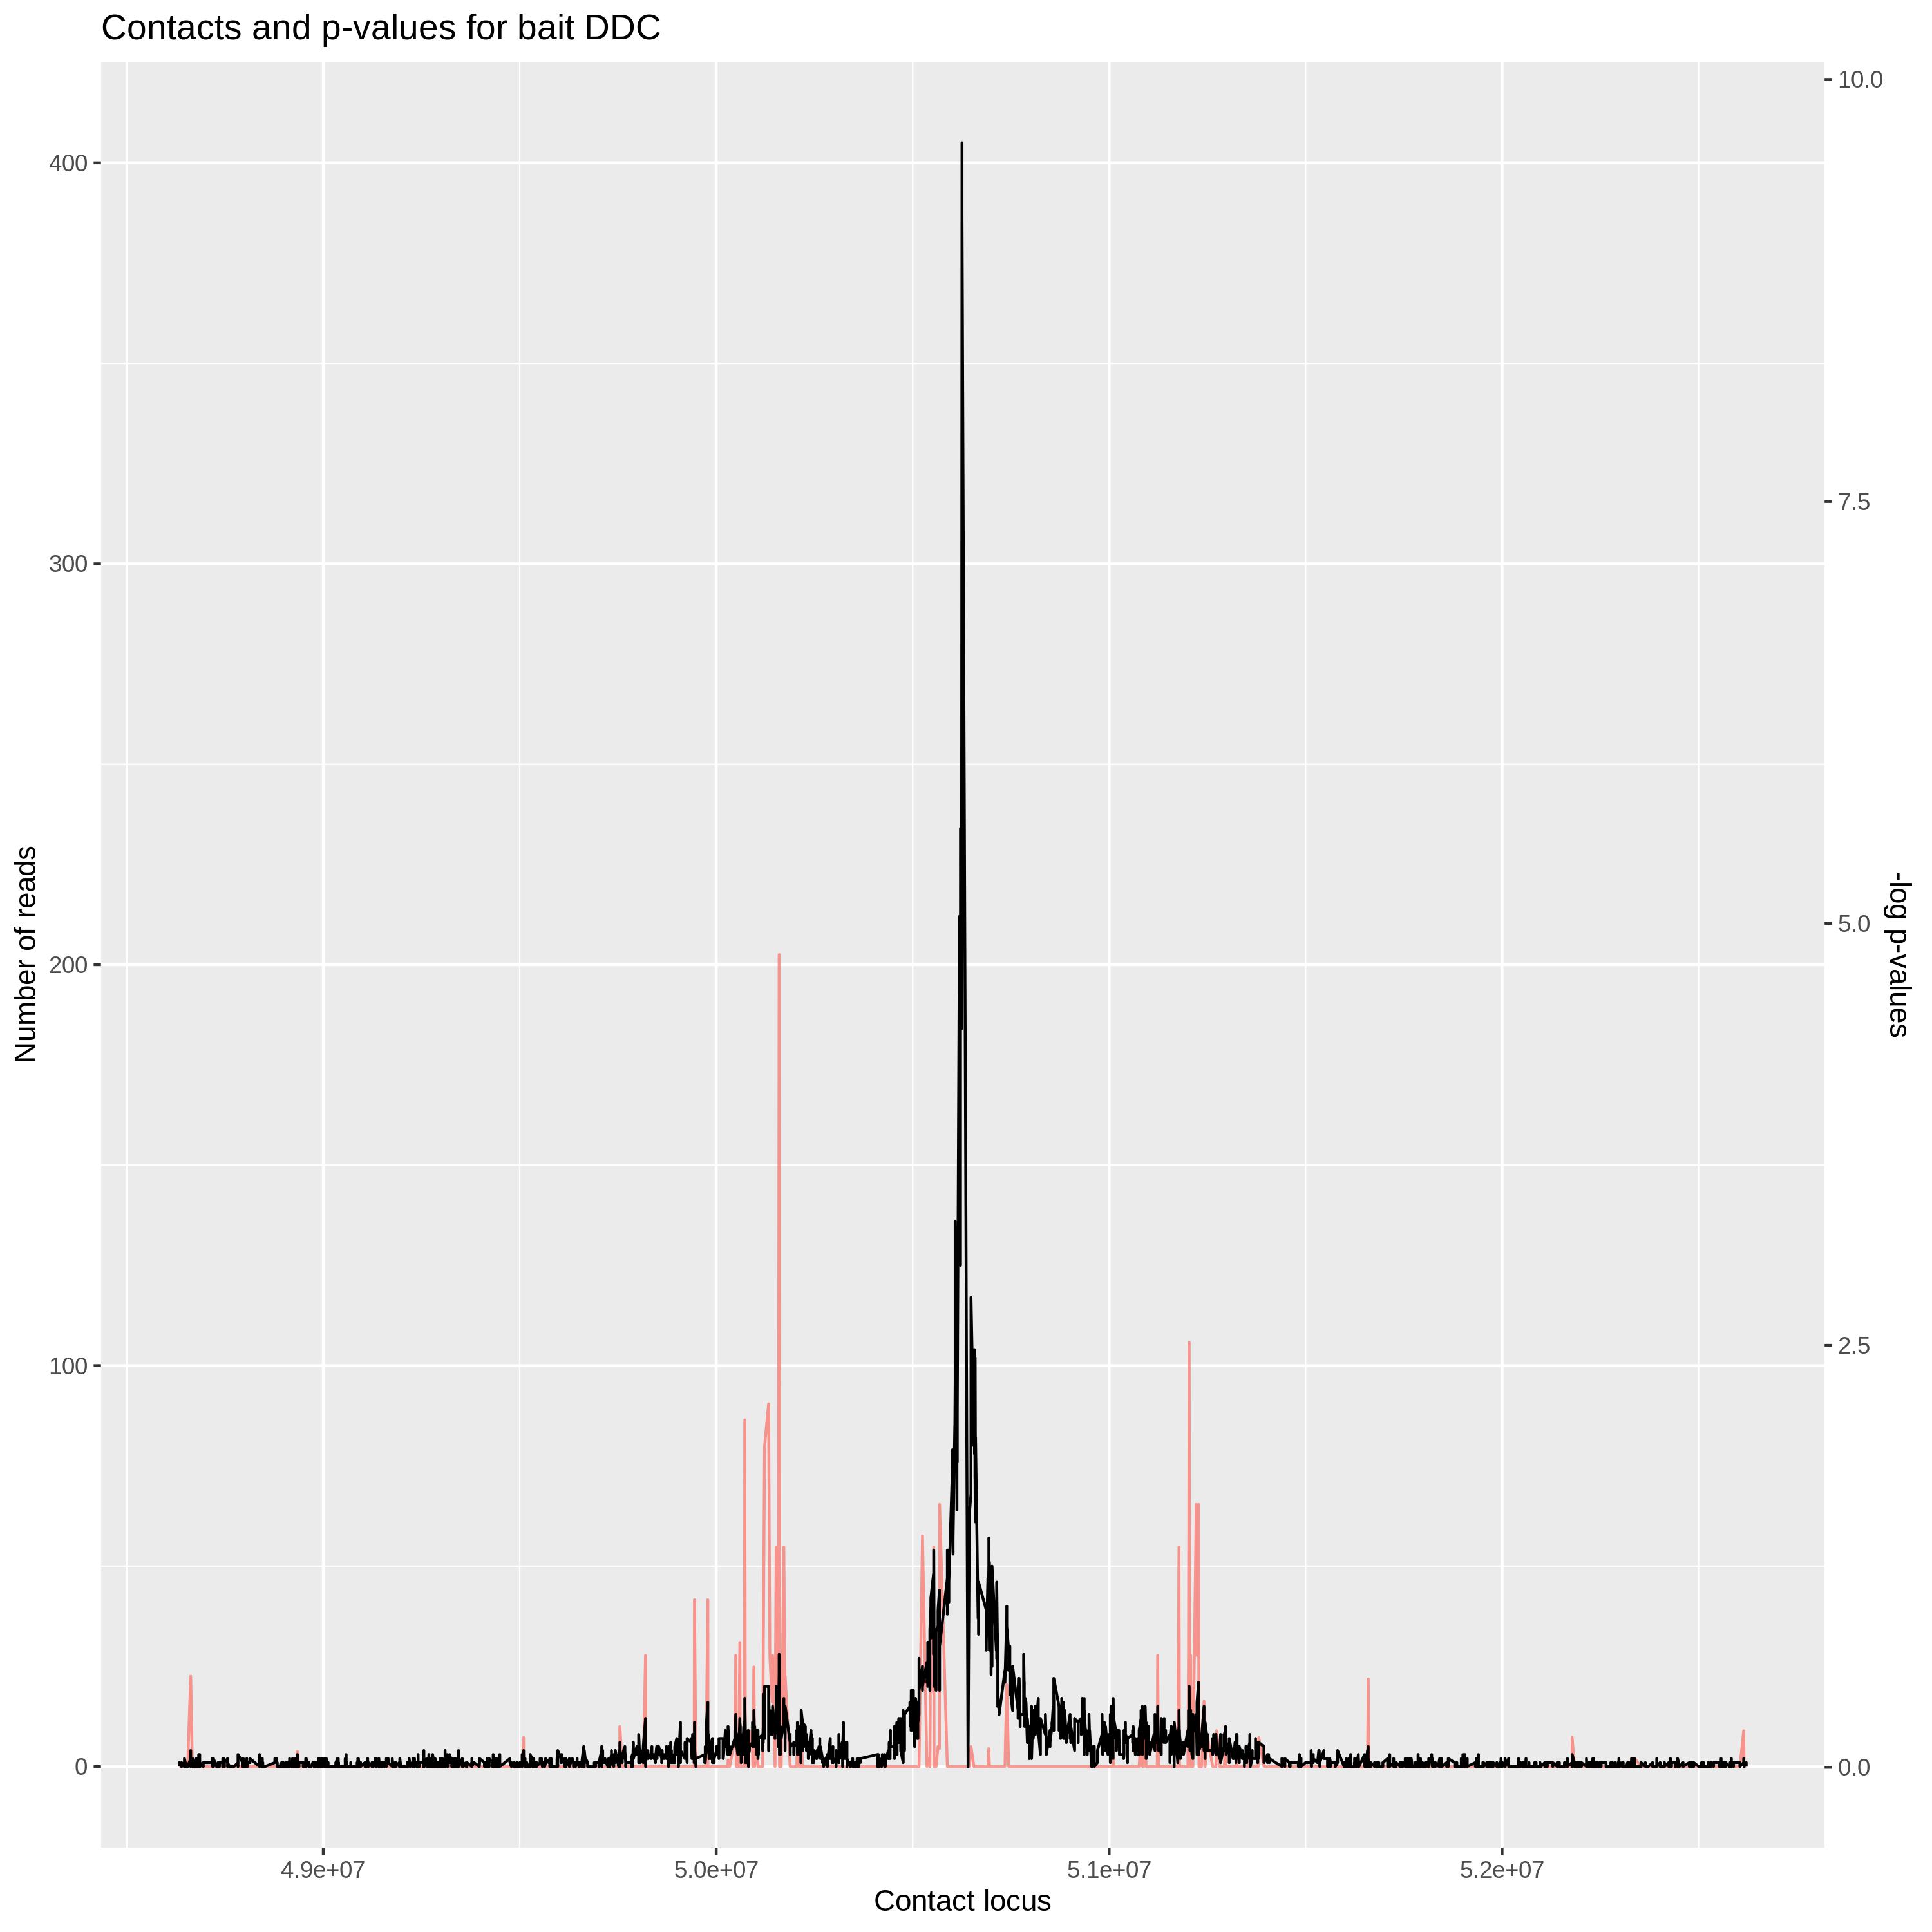 Contacts and p-values for bait DDC
10.0
400
7.5
300
5.0
200
2.5
100
0
0.0
Number of reads
-log p-values
4.9e+07 5.0e+07 5.1e+07 5.2e+07
Contact locus